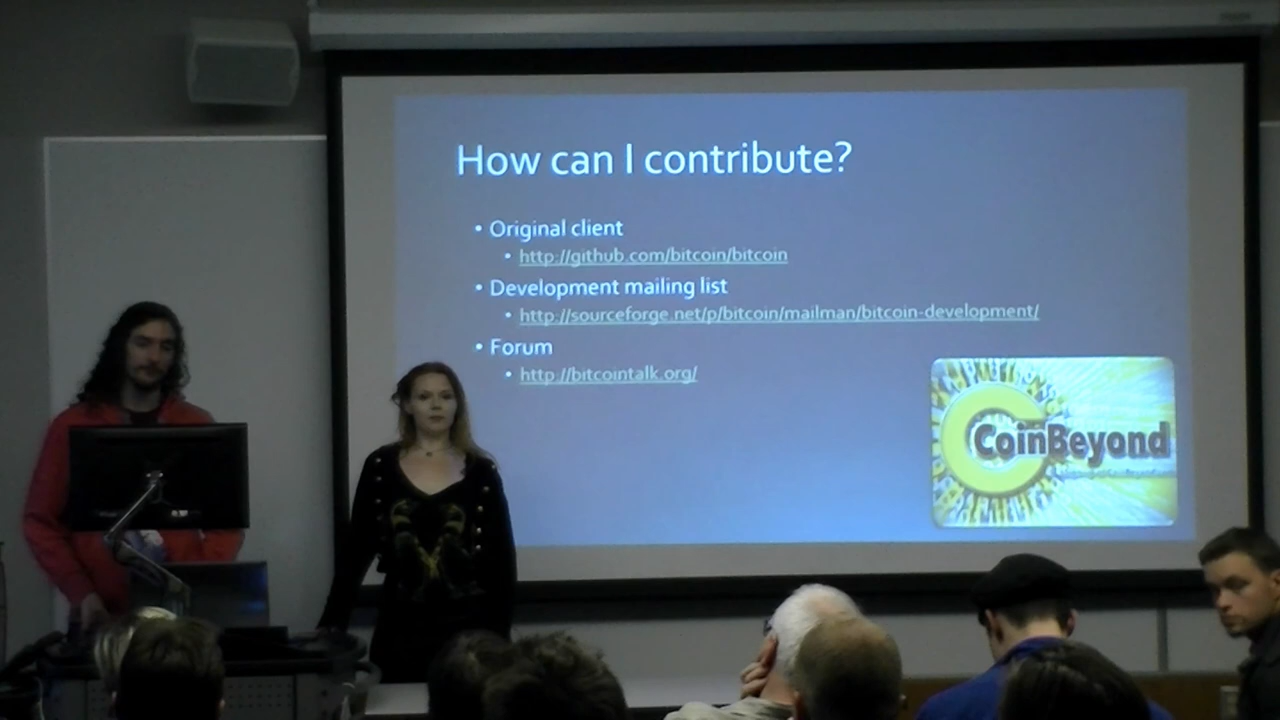 How can I contribute?
• Original client
• http://github.com/bitcoin/bitcoin
• Development mailing list
• http://sourceforge.net/p/bitcoin/mailman/bitcoin-development/
• Forum
• http://bitcointalk.org/
CoinBeyond